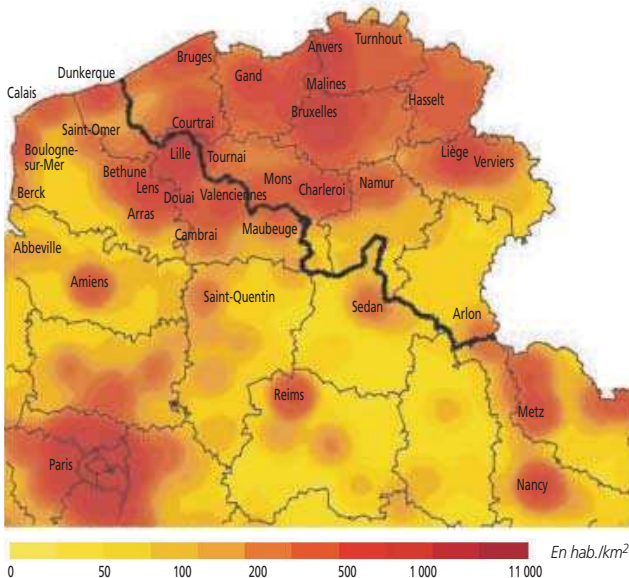 Turnhout
Anvers
Bruges
Gand
Dunkerque
Malines
Calais
Hasselt
Bruxelles
Courtrai
Saint-Omer
Boulogne-
sur-Mer
Lille
Tournai
Liège
Verviers
Bethune
Mons
Namur
Lens
Charleroi
Berck
Douai
Valenciennes
Arras
Cambrai
Maubeuge
Abbeville
Amiens
Saint-Quentin
Sedan
Arlon
Reims
Metz
Paris
Nancy
En hab./km²
0 50 100 200 500 1 000 11 000